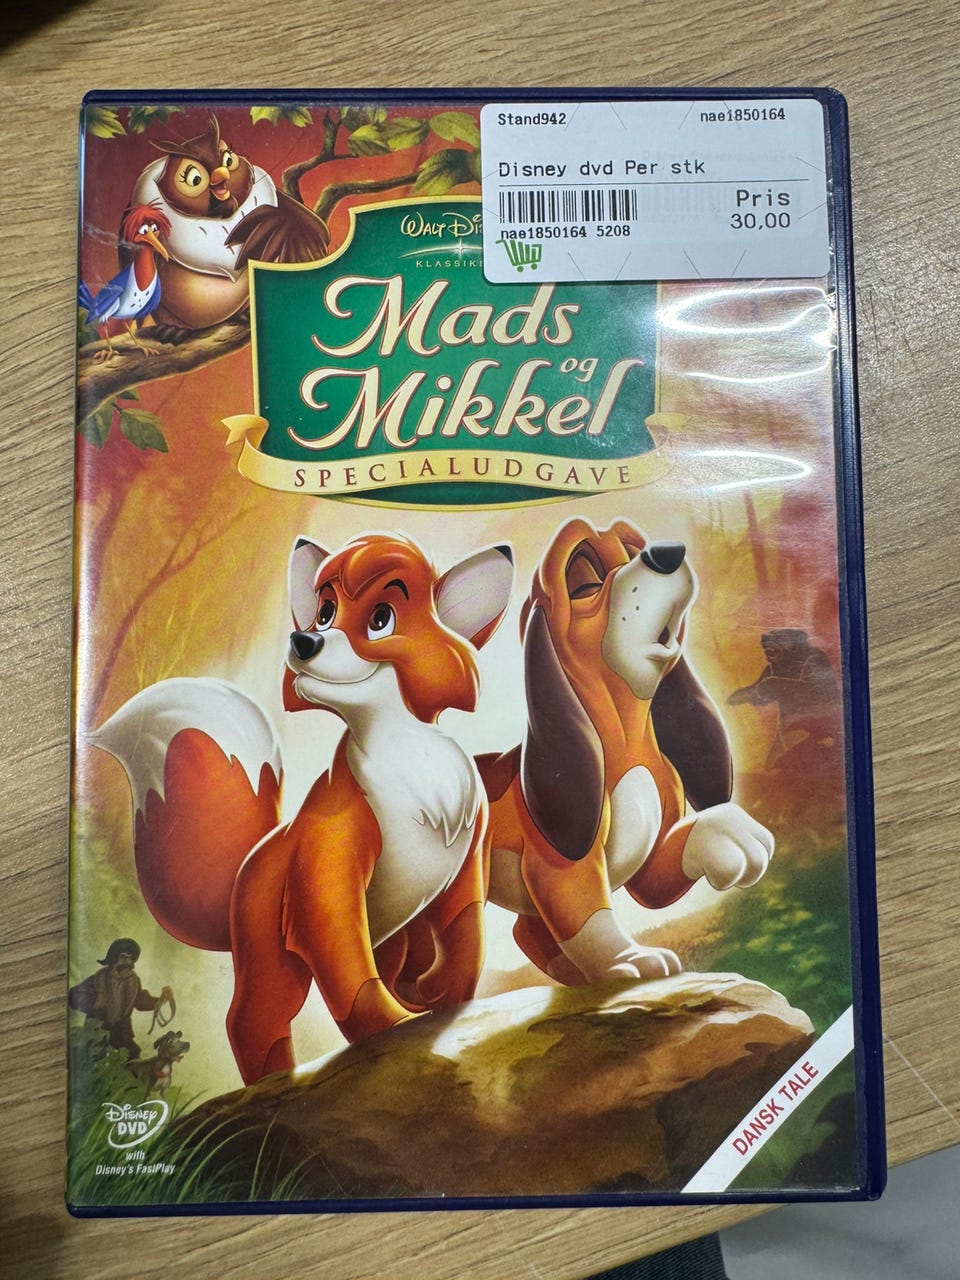 Stand942 nae1850164
Disney dvd Per stk
Pris
30,00
nae1850164 5208
WALT
Mads
og
Mikkel
SPECIALUDGAVE
DANSK TALE
Disney
DVD
with
Disney's FastPlay